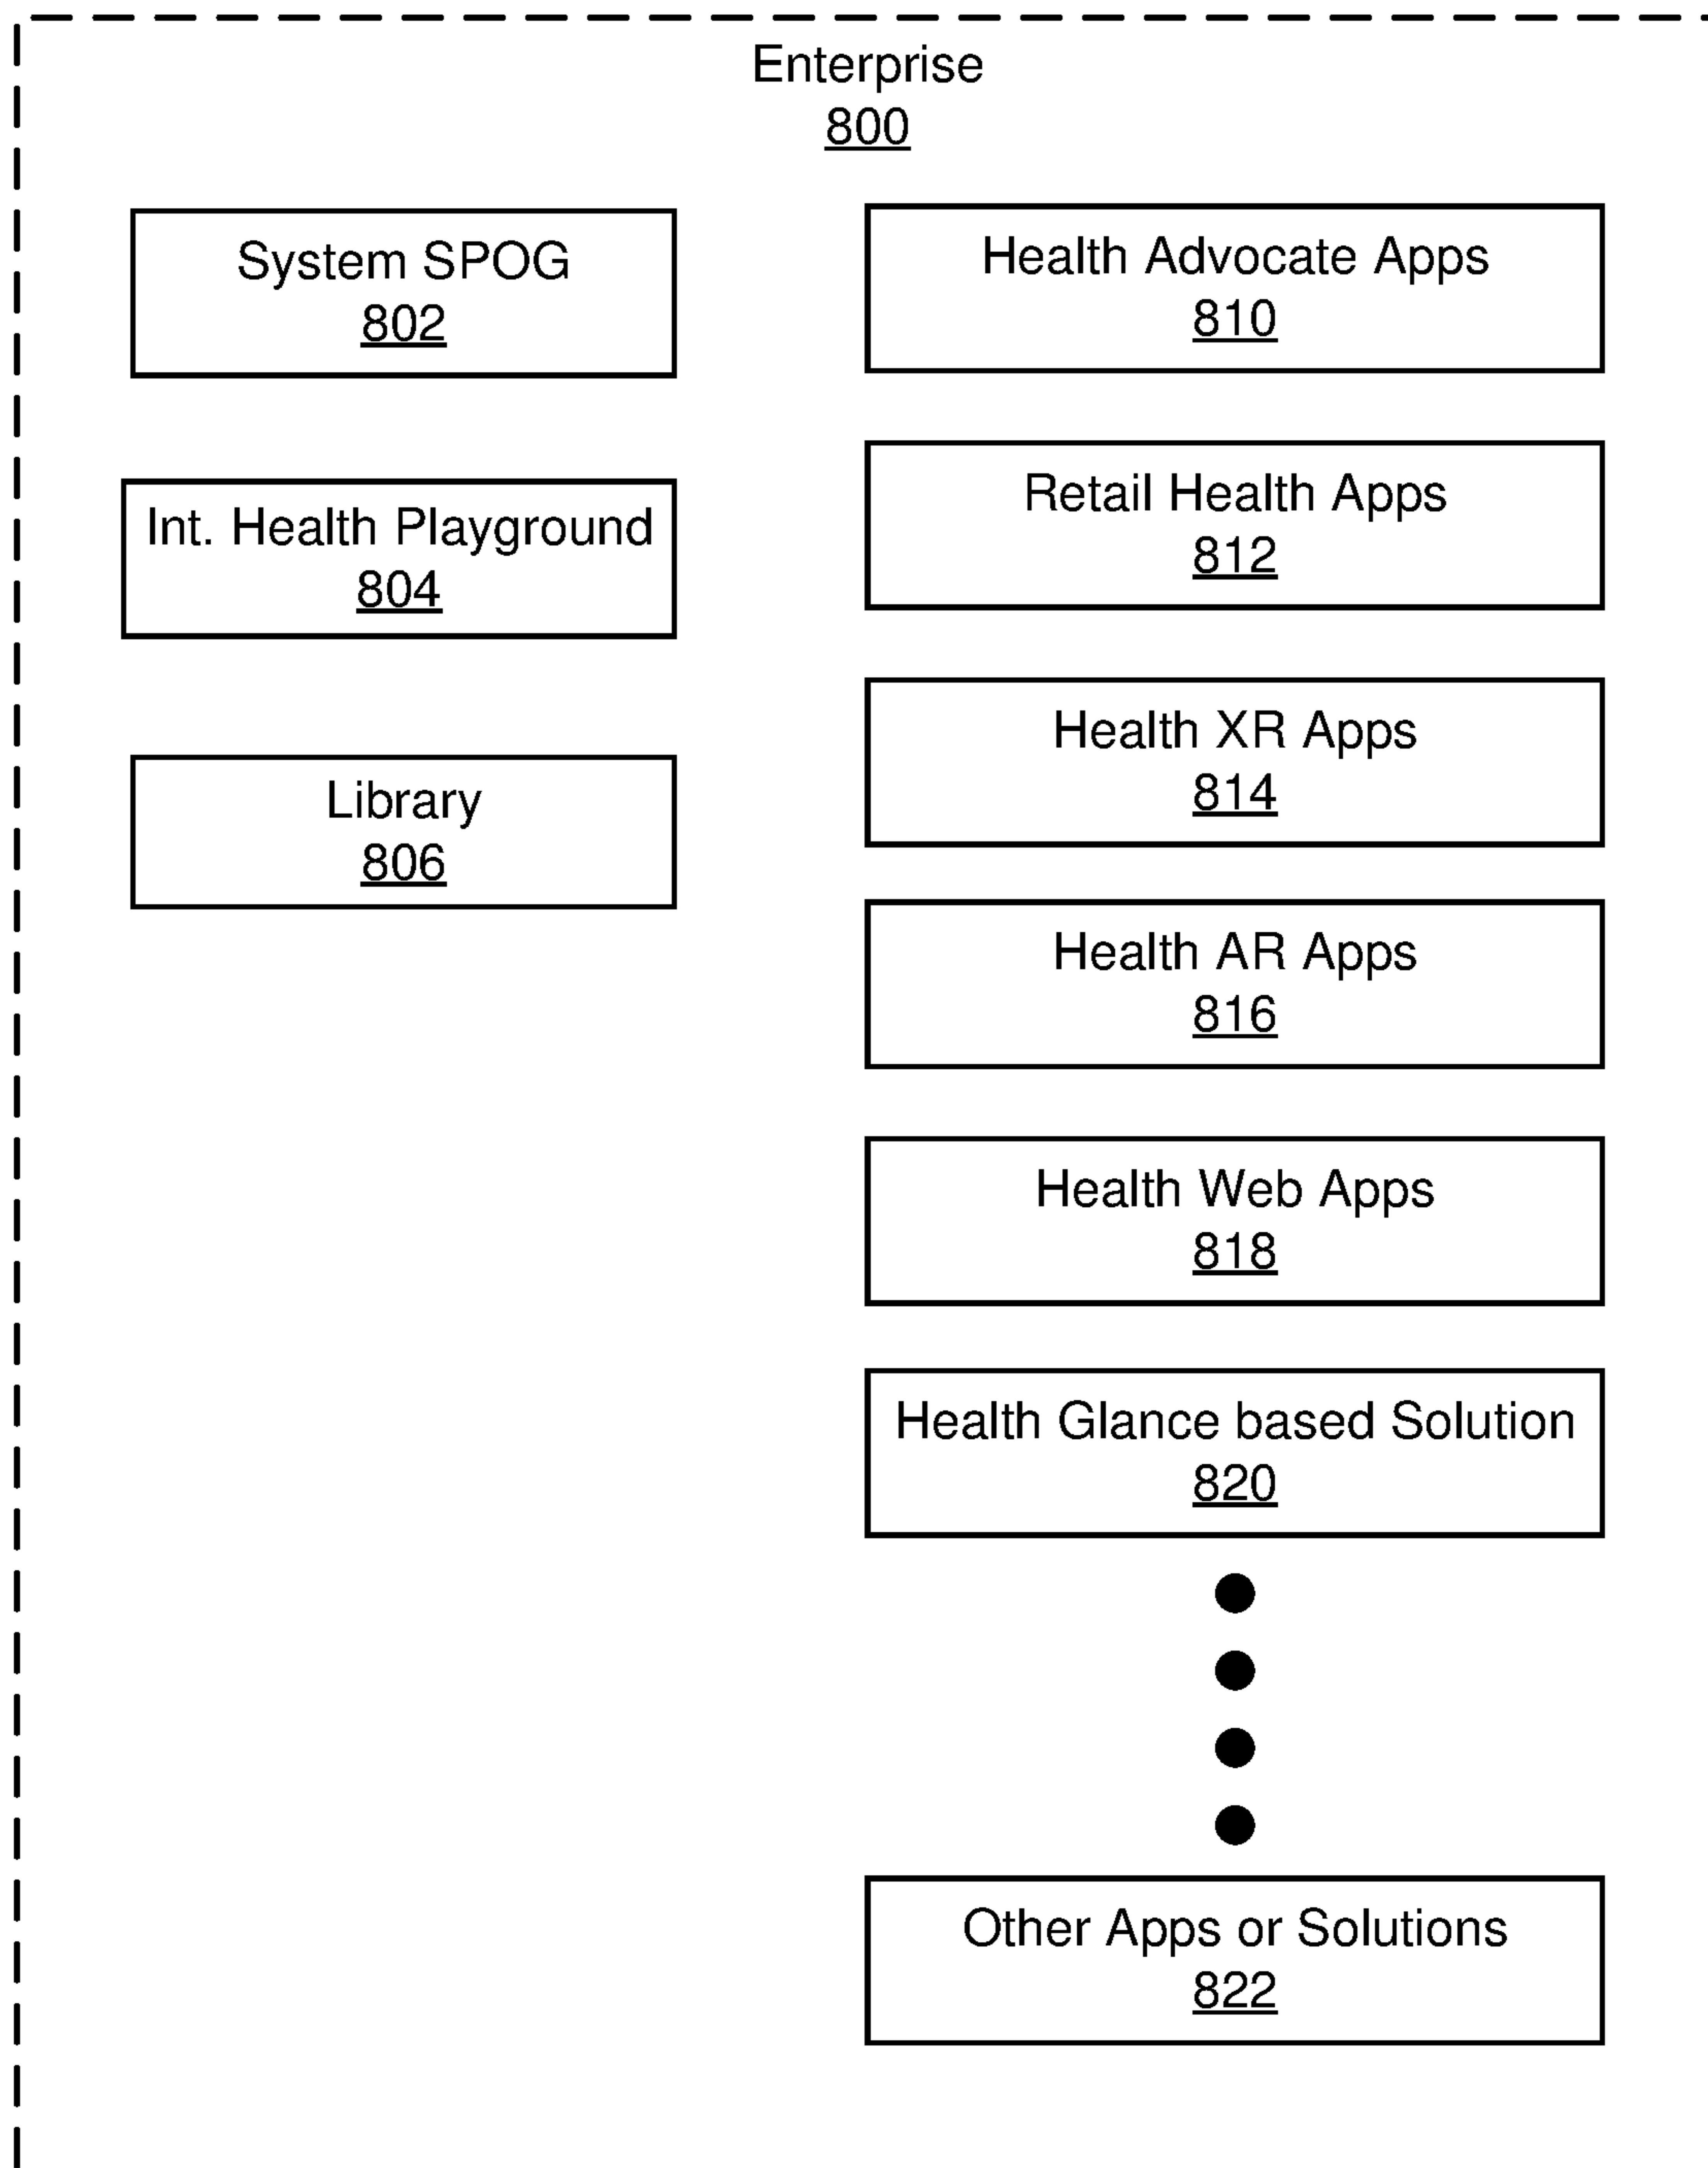 Enterprise
800
System SPOG
802
Int. Health Playground
804
Library
806
Health Advocate Apps
810
Retail Health Apps
812
Health XR Apps
814
Health AR Apps
816
Health Web Apps
818
Health Glance based Solution
820
Other Apps or Solutions
822